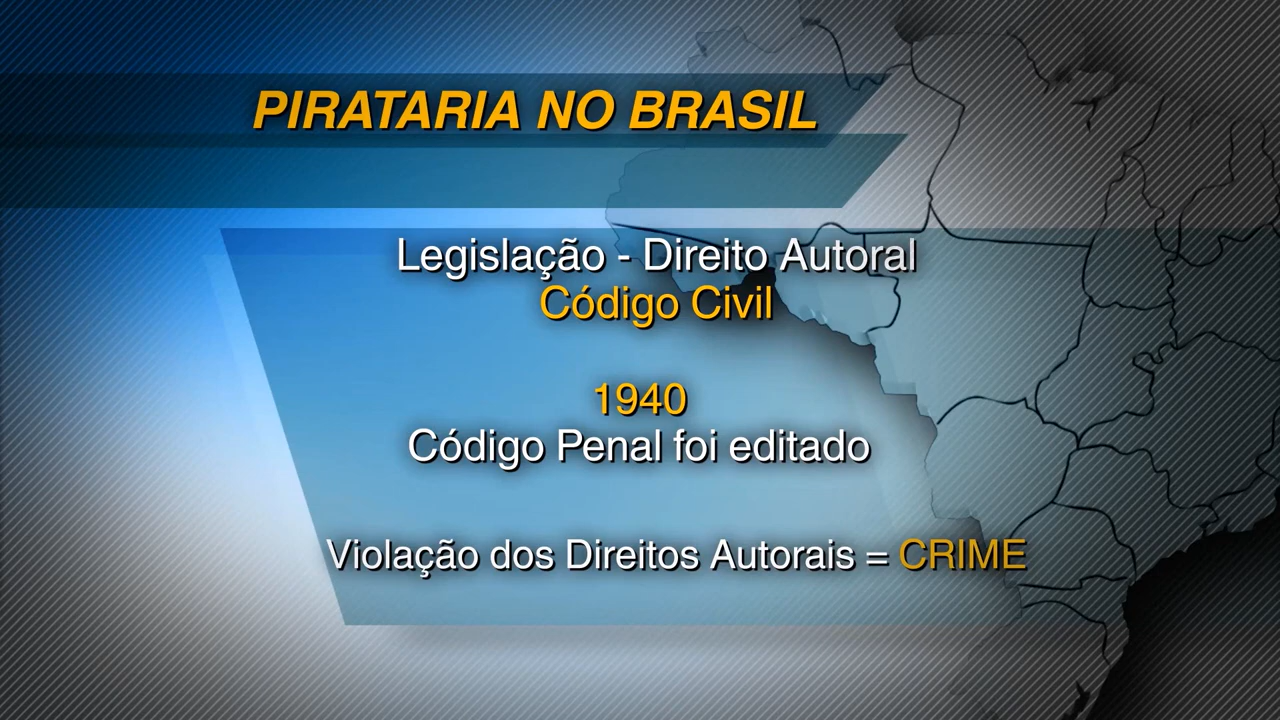 PIRATARIA NO BRASIL
Legislação - Direito Autoral
Código Civil
1940
Código Penal foi editado
Violação dos Direitos Autorais = CRIME